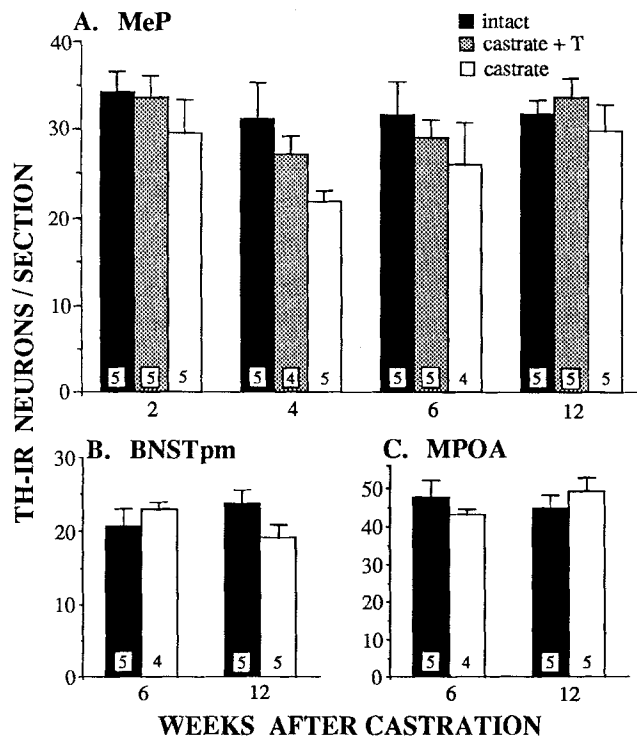 A. MeP
intact
castrate + T
castrate
TH-IR NEURONS / SECTION
40
30
20
10
0
5 5 5 5 4 5 5 5 4 5 5 5
2 4 6 12
B. BNSTpm
30
20
10
0
5 4 5 5
6 12
C. MPOA
50
40
30
20
10
0
5 4 5 5
6 12
WEEKS AFTER CASTRATION